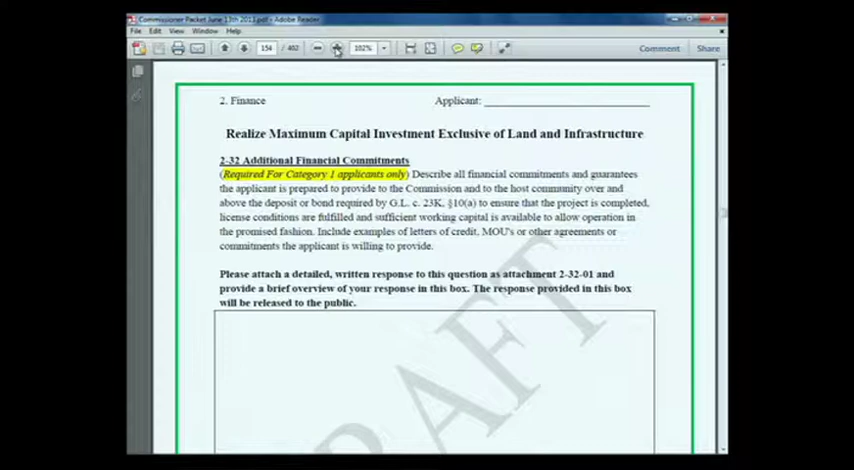 Commissioner Packet June 13th 2013.pdf - Adobe Reader
File Edit View Window Help
154 / 402 102% Comment Share
2. Finance Applicant:
Realize Maximum Capital Investment Exclusive of Land and Infrastructure
2-32 Additional Financial Commitments
(Required For Category 1 applicants only) Describe all financial commitments and guarantees
the applicant is prepared to provide to the Commission and to the host community over and
above the deposit or bond required by G.L. c. 23K, §10(a) to ensure that the project is completed,
license conditions are fulfilled and sufficient working capital is available to allow operation in
the promised fashion. Include examples of letters of credit, MOU's or other agreements or
commitments the applicant is willing to provide.
Please attach a detailed, written response to this question as attachment 2-32-01 and
provide a brief overview of your response in this box. The response provided in this box
will be released to the public.
DRAFT